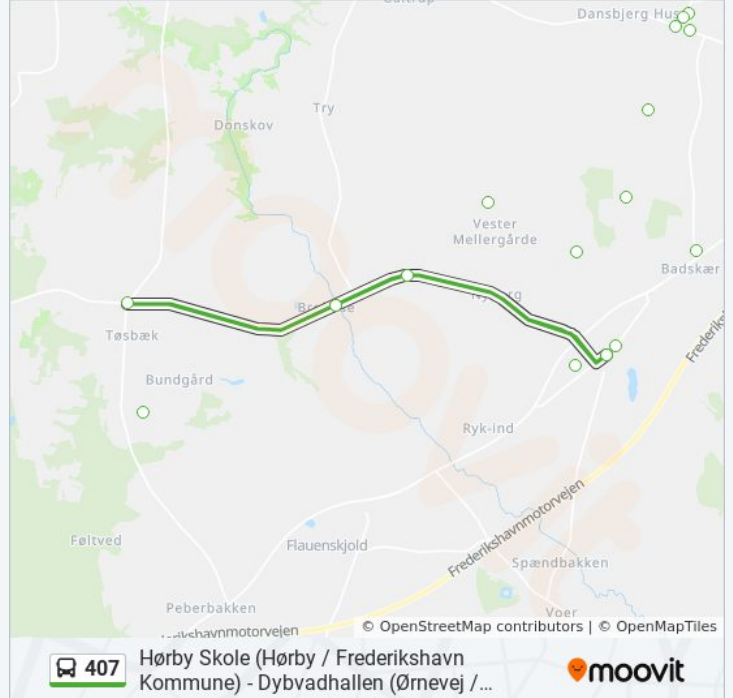 Dansbjerg Hus
Try
Donskov
Vester
Mellergårde
Badskær
Tøsbæk
Bundgård
Ryk-ind
Frederikshavnmotorvejen
Føltved
Flauenskjold
Spændbakken
Peberbakken
Voer
© OpenStreetMap contributors | © OpenMapTiles
407
Hørby Skole (Hørby / Frederikshavn
Kommune) - Dybvadhallen (Ørnevej /...
moovit